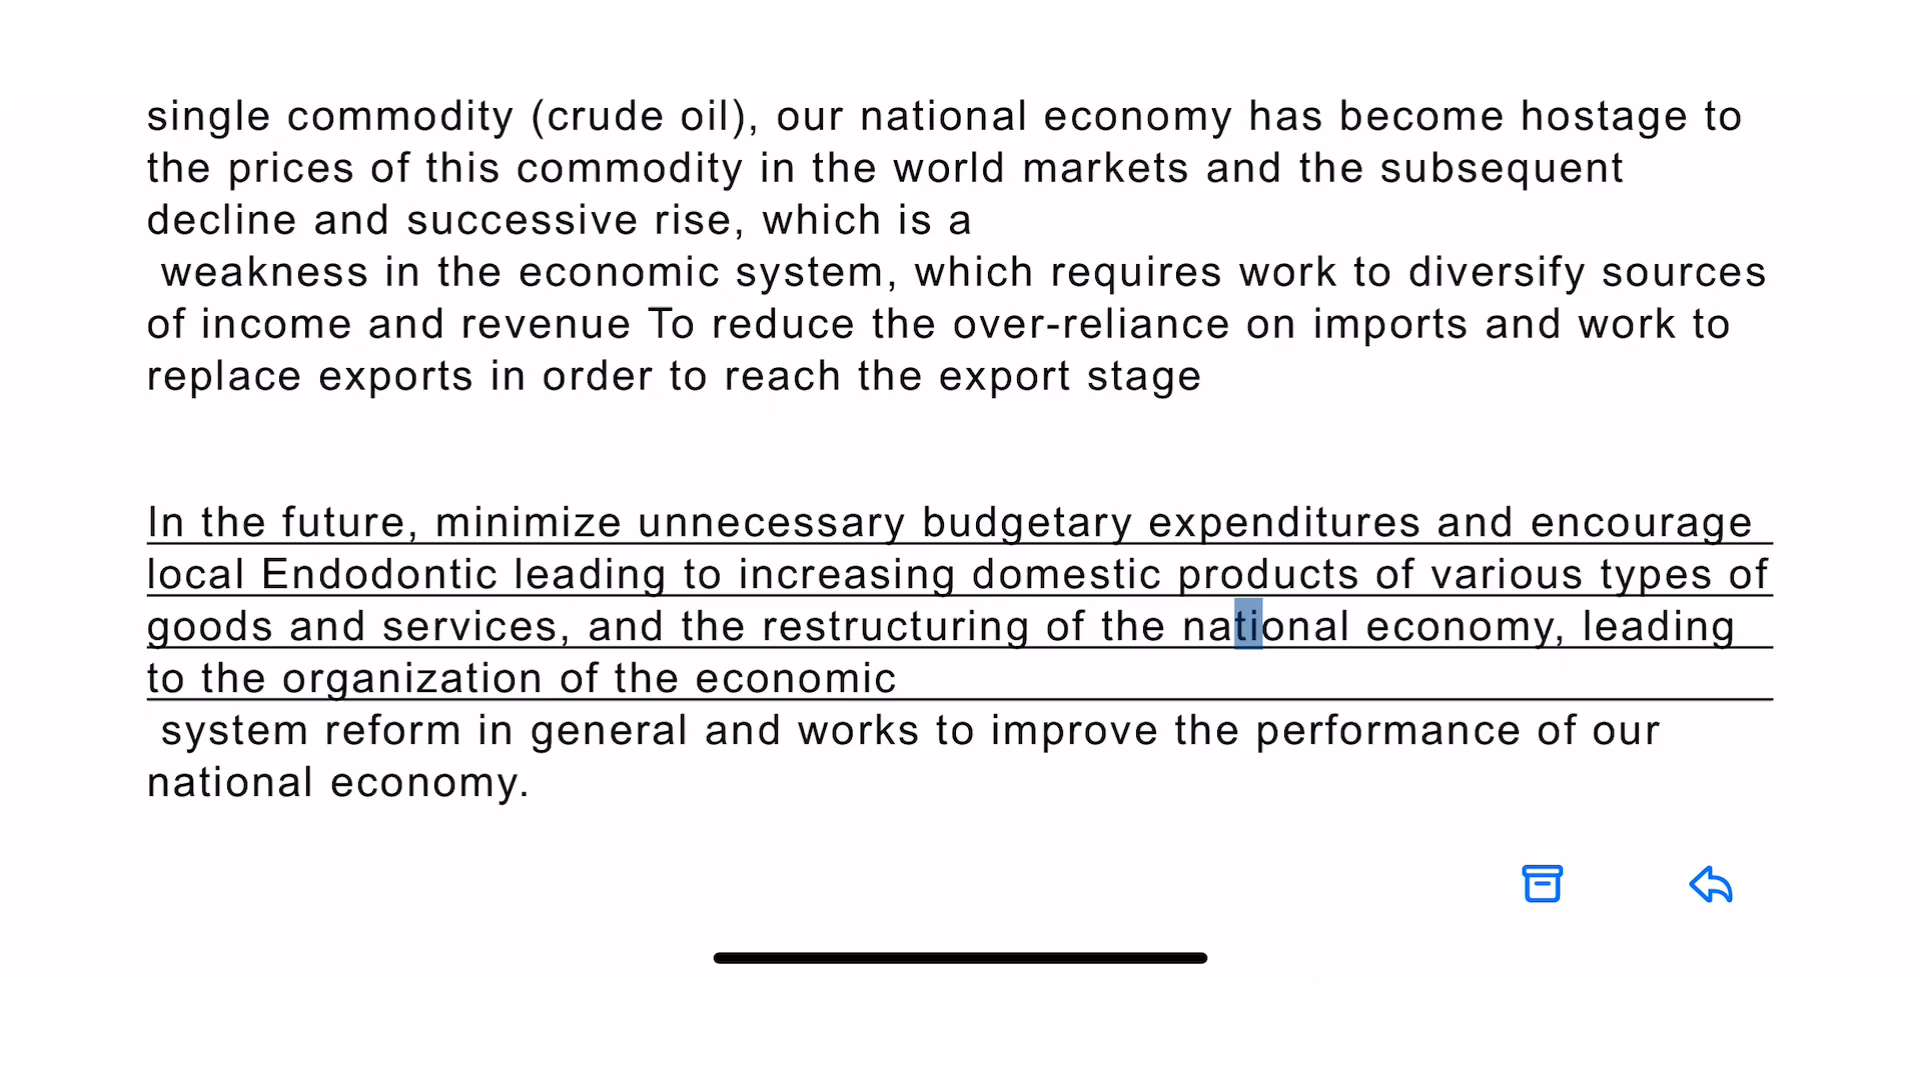 single commodity (crude oil), our national economy has become hostage to
the prices of this commodity in the world markets and the subsequent
decline and successive rise, which is a
weakness in the economic system, which requires work to diversify sources
of income and revenue To reduce the over-reliance on imports and work to
replace exports in order to reach the export stage
In the future, minimize unnecessary budgetary expenditures and encourage
local Endodontic leading to increasing domestic products of various types of
goods and services, and the restructuring of the national economy, leading
to the organization of the economic
system reform in general and works to improve the performance of our
national economy.